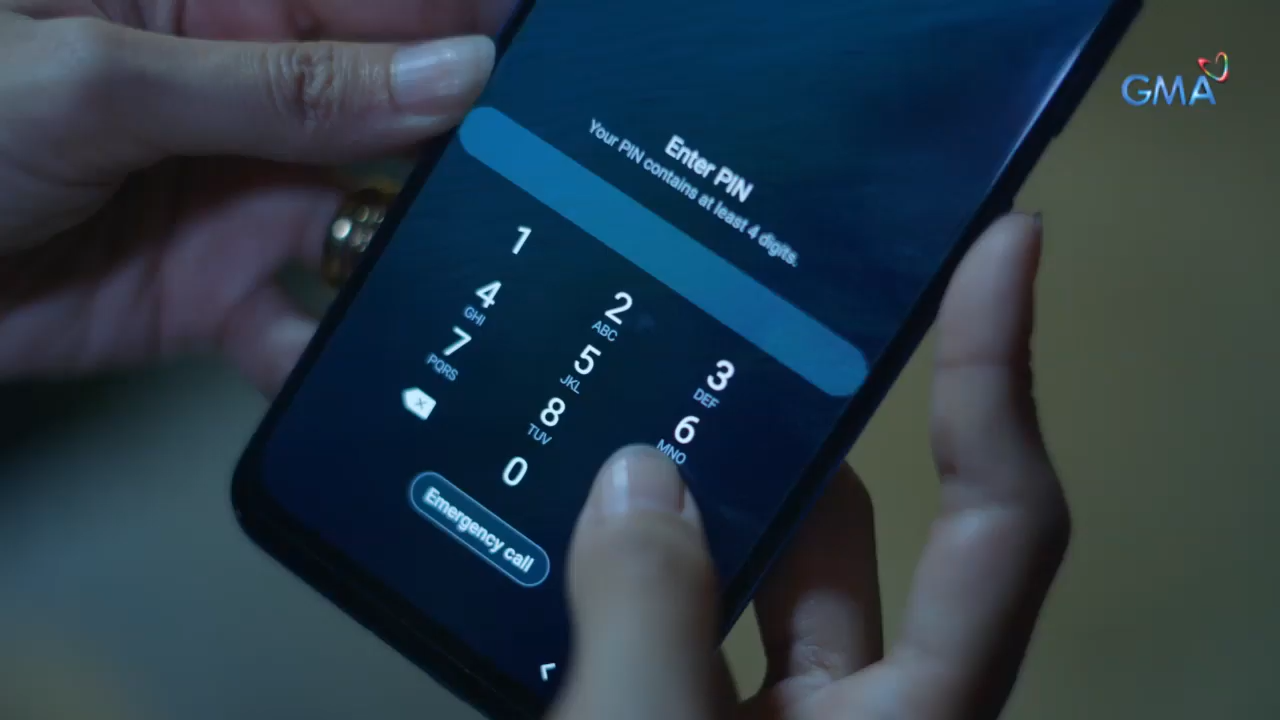 GMA
Enter PIN
Your PIN contains at least 4 digits.
1
2
ABC
3
DEF
4
GHI
5
JKL
6
MNO
7
PQRS
8
TUV
0
Emergency call